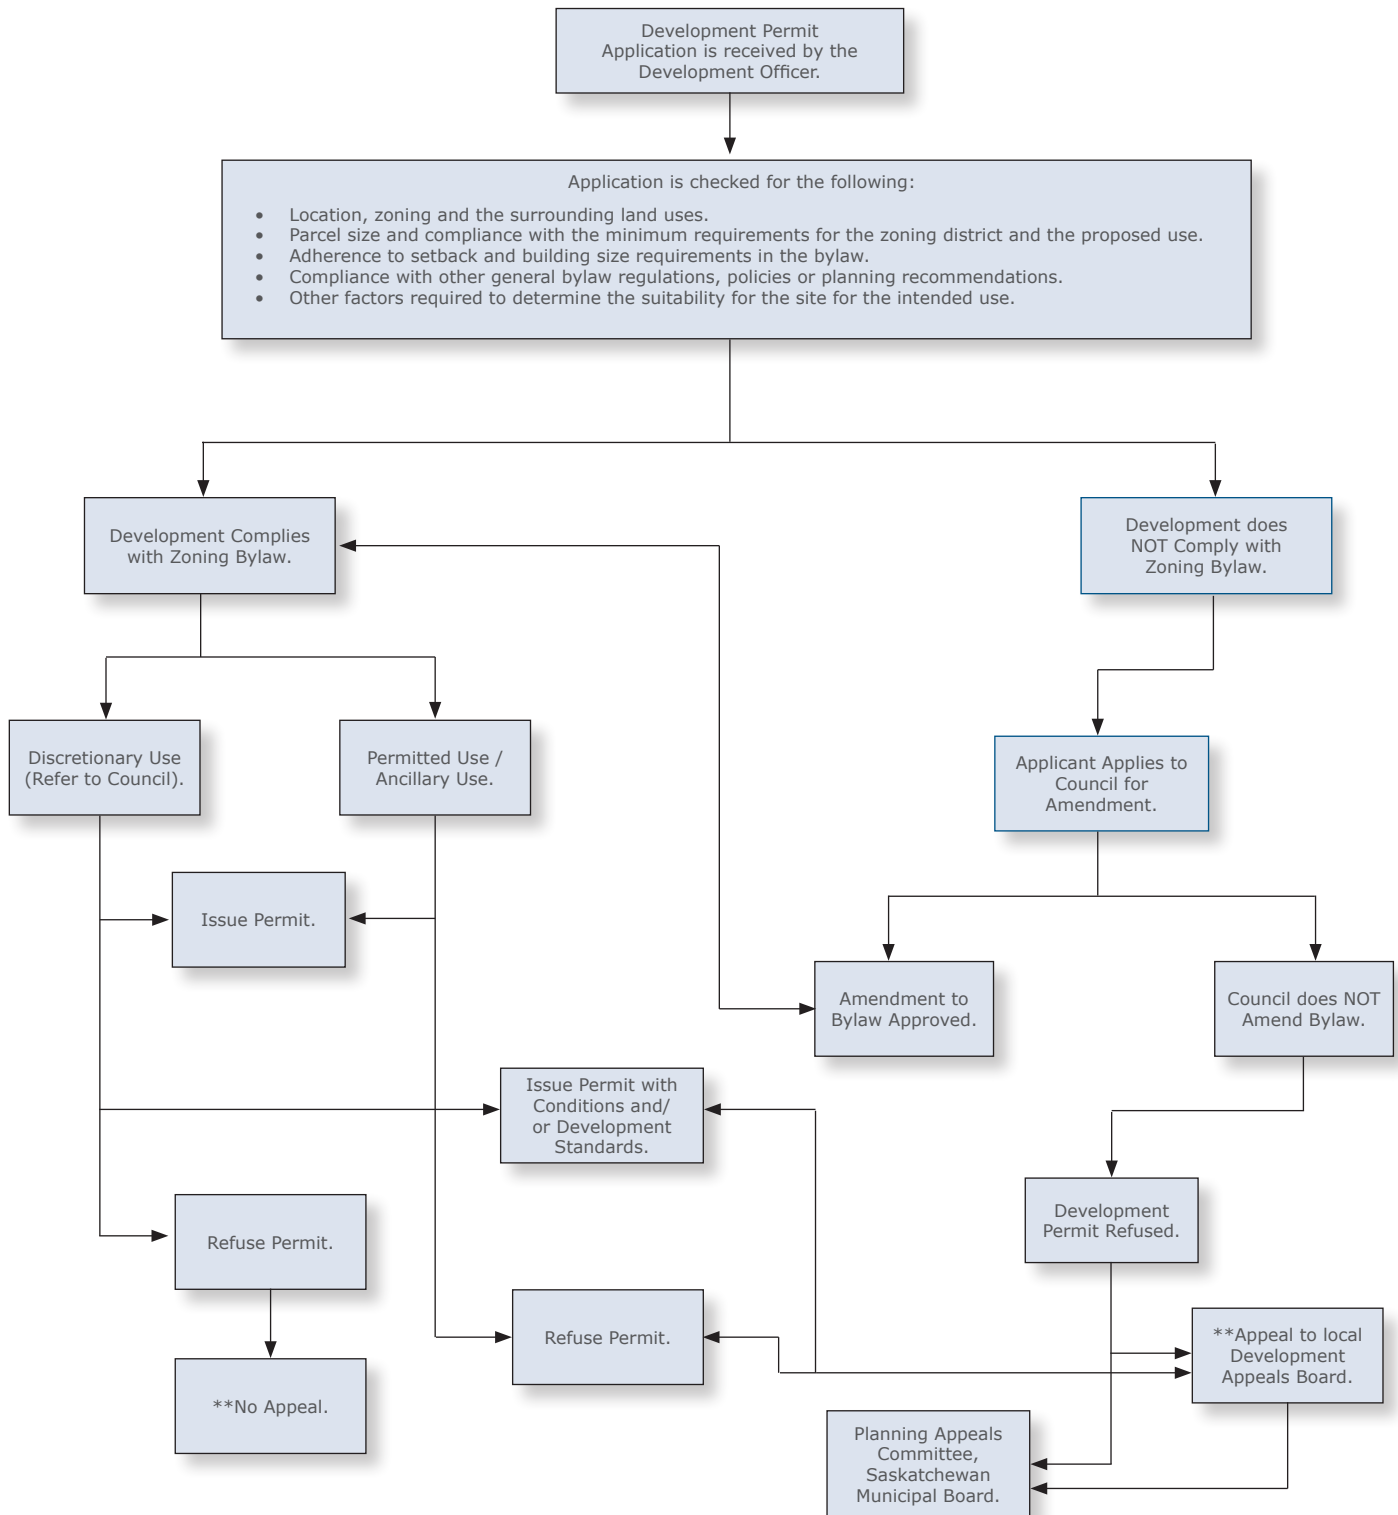 Development Permit
Application is received by the
Development Officer.
Application is checked for the following:
• Location, zoning and the surrounding land uses.
• Parcel size and compliance with the minimum requirements for the zoning district and the proposed use.
• Adherence to setback and building size requirements in the bylaw.
• Compliance with other general bylaw regulations, policies or planning recommendations.
• Other factors required to determine the suitability for the site for the intended use.
Development Complies
with Zoning Bylaw.
Development does
NOT Comply with
Zoning Bylaw.
Discretionary Use
(Refer to Council).
Permitted Use /
Ancillary Use.
Applicant Applies to
Council for
Amendment.
Issue Permit.
Amendment to
Bylaw Approved.
Council does NOT
Amend Bylaw.
Issue Permit with
Conditions and/
or Development
Standards.
Refuse Permit.
Development
Permit Refused.
Refuse Permit.
**Appeal to local
Development
Appeals Board.
**No Appeal.
Planning Appeals
Committee,
Saskatchewan
Municipal Board.